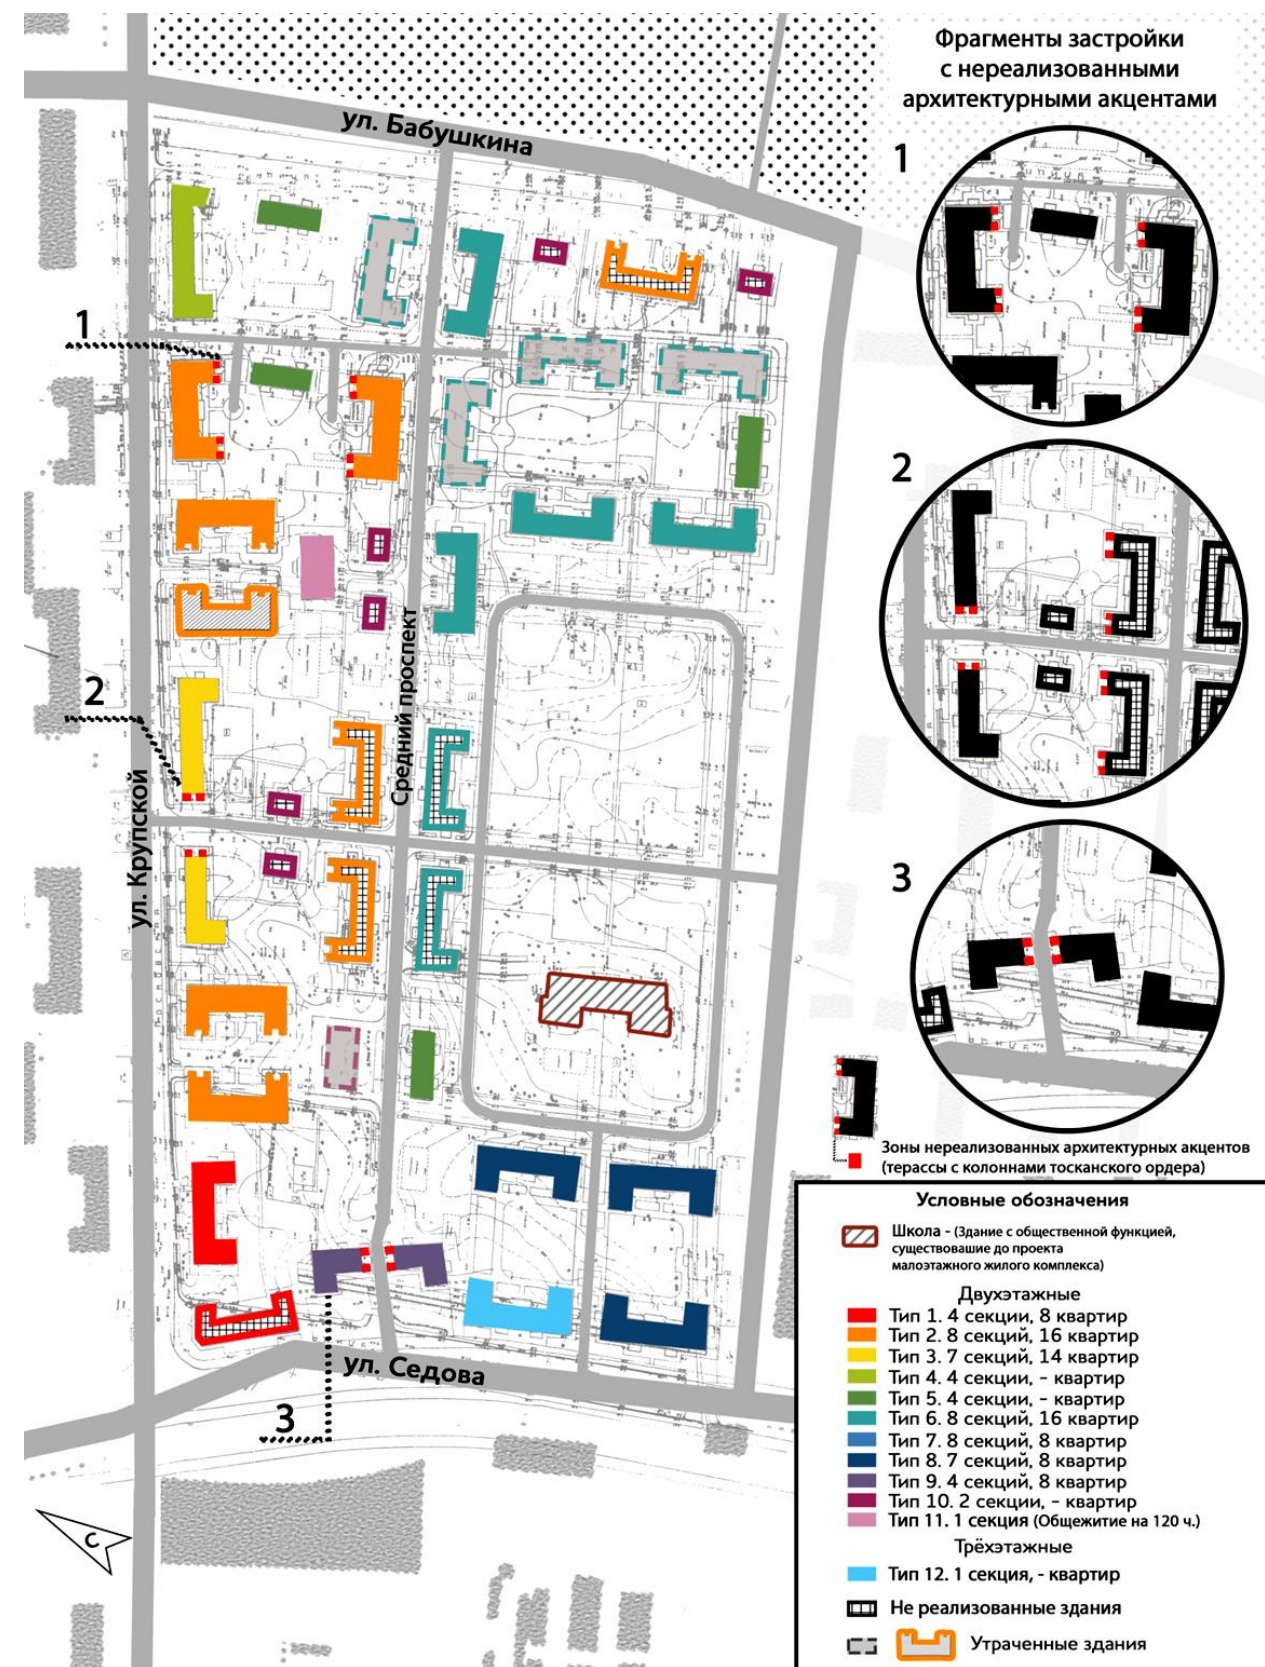 Фрагменты застройки
с нереализованными
архитектурными акцентами
ул. Бабушкина
1
1
2
2
Средний проспект
ул. Крупской
3
Зоны нереализованных архитектурных акцентов
(террасы с колоннами тосканского ордера)
ул. Седова
3
С
Условные обозначения
Школа - (Здание с общественной функцией,
существовашие до проекта
малоэтажного жилого комплекса)
Двухэтажные
Тип 1. 4 секции, 8 квартир
Тип 2. 8 секций, 16 квартир
Тип 3. 7 секций, 14 квартир
Тип 4. 4 секции, - квартир
Тип 5. 4 секции, - квартир
Тип 6. 8 секций, 16 квартир
Тип 7. 8 секций, 8 квартир
Тип 8. 7 секций, 8 квартир
Тип 9. 4 секций, 8 квартир
Тип 10. 2 секции, - квартир
Тип 11. 1 секция (Общежитие на 120 ч.)
Трёхэтажные
Тип 12. 1 секция, - квартир
Не реализованные здания
Утраченные здания